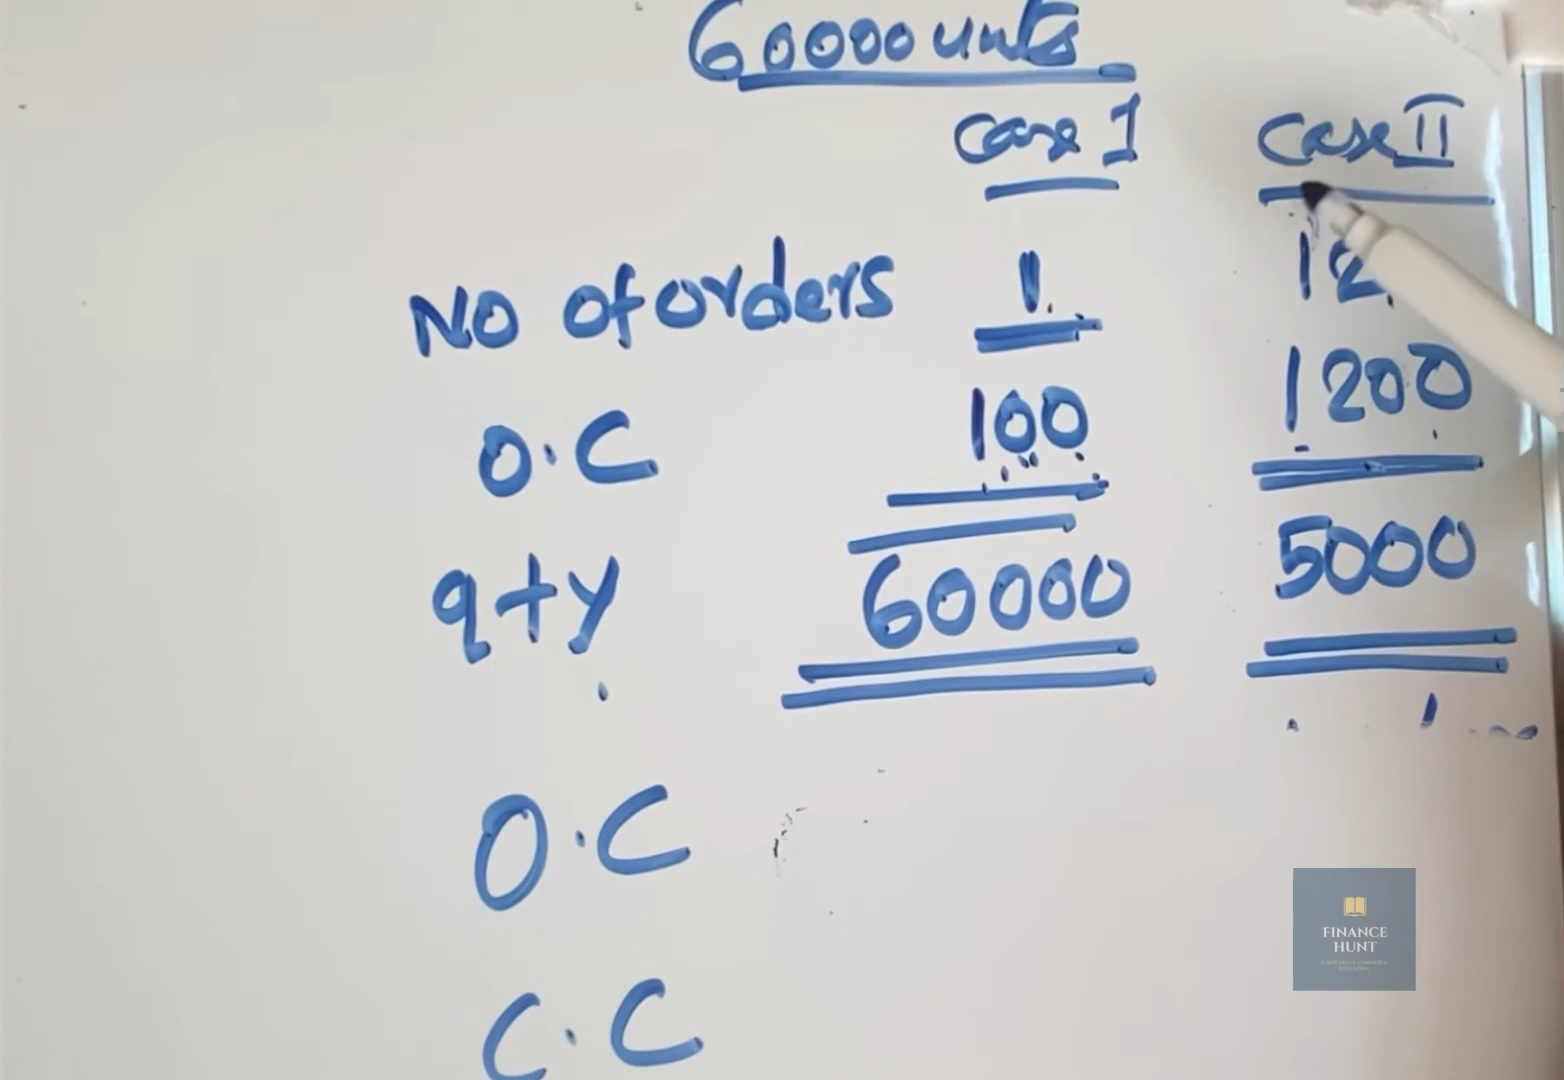 60000 units
Case I Case II
No of orders 1 12
O.C 100 1200
qty 60000 5000
O.C
C.C
FINANCE
HUNT